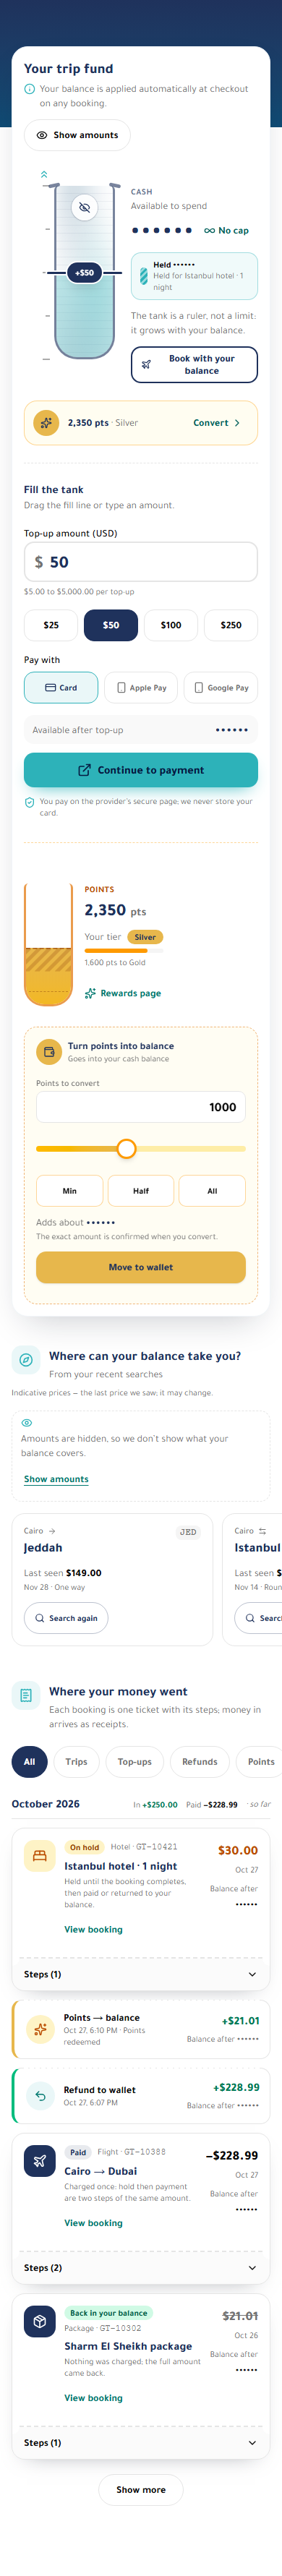 Your trip fund
Your balance is applied automatically at checkout
on any booking.
Show amounts
CASH
Available to spend
•••••• ∞ No cap
+$50
Held ••••••
Held for Istanbul hotel · 1
night
The tank is a ruler, not a limit:
it grows with your balance.
Book with your
balance
2,350 pts · Silver
Convert
Fill the tank
Drag the fill line or type an amount.
Top-up amount (USD)
$ 50
$5.00 to $5,000.00 per top-up
$25
$50
$100
$250
Pay with
Card
Apple Pay
Google Pay
Available after top-up ••••••
Continue to payment
You pay on the provider's secure page; we never store your
card.
POINTS
2,350 pts
Your tier Silver
1,600 pts to Gold
Rewards page
Turn points into balance
Goes into your cash balance
Points to convert
1000
Min
Half
All
Adds about ••••••
The exact amount is confirmed when you convert.
Move to wallet
Where can your balance take you?
From your recent searches
Indicative prices — the last price we saw; it may change.
Amounts are hidden, so we don't show what your
balance covers.
Show amounts
Cairo → JED
Jeddah
Last seen $149.00
Nov 28 · One way
Search again
Cairo ⇆
Istanbul
Last seen $
Nov 14 · Roun
Searc
Where your money went
Each booking is one ticket with its steps; money in
arrives as receipts.
All
Trips
Top-ups
Refunds
Points
October 2026 In +$250.00 Paid −$228.99 · so far
On hold Hotel · GT-10421
Istanbul hotel · 1 night
Held until the booking completes,
then paid or returned to your
balance.
View booking
$30.00
Oct 27
Balance after
••••••
Steps (1)
Points → balance
Oct 27, 6:10 PM · Points
redeemed
+$21.01
Balance after ••••••
Refund to wallet
Oct 27, 6:07 PM
+$228.99
Balance after ••••••
Paid Flight · GT-10388
Cairo → Dubai
Charged once: hold then payment
are two steps of the same amount.
View booking
−$228.99
Oct 27
Balance after
••••••
Steps (2)
Back in your balance
Package · GT-10302
Sharm El Sheikh package
Nothing was charged; the full amount
came back.
View booking
$21.01
Oct 26
Balance after
••••••
Steps (1)
Show more